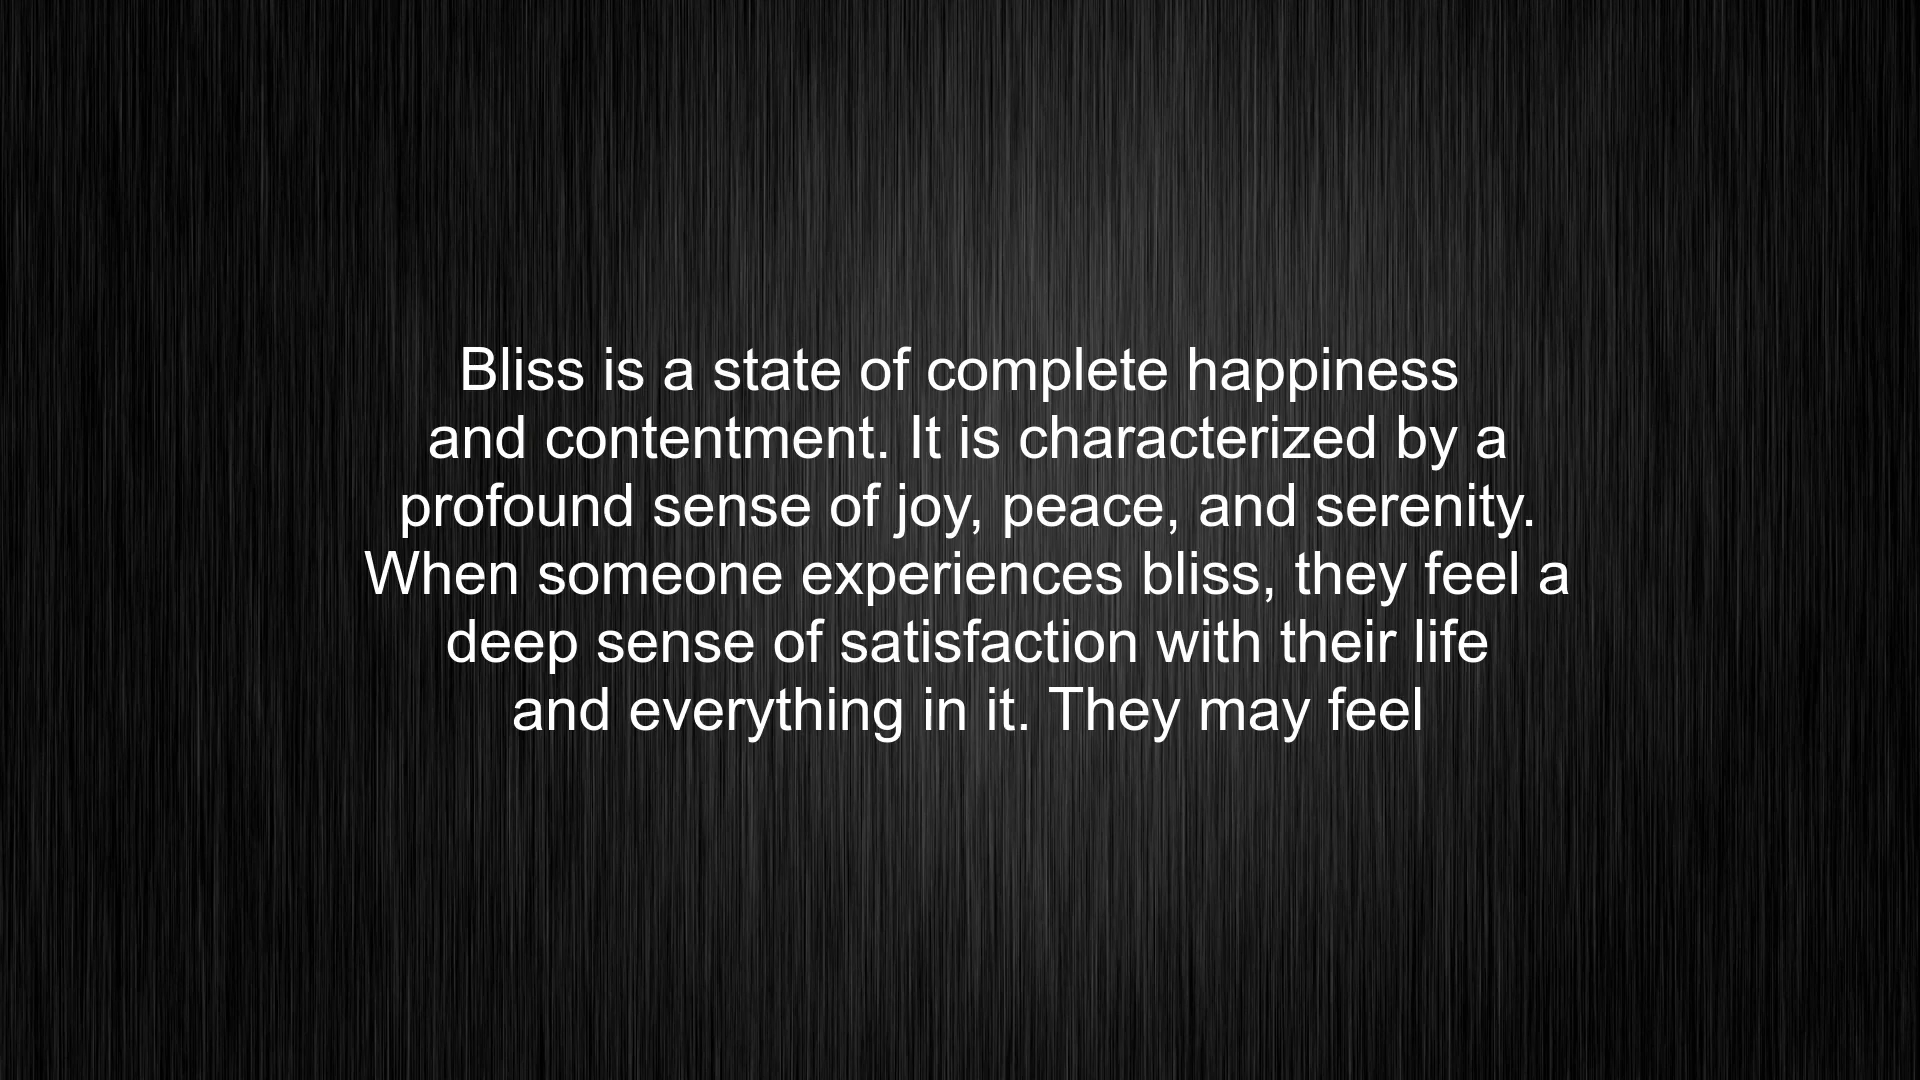 Bliss is a state of complete happiness
and contentment. It is characterized by a
profound sense of joy, peace, and serenity.
When someone experiences bliss, they feel a
deep sense of satisfaction with their life
and everything in it. They may feel